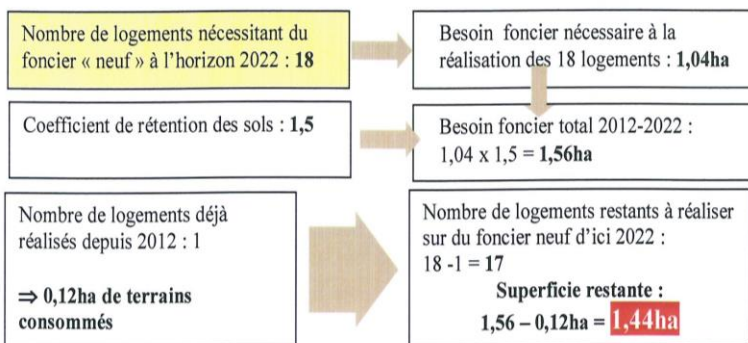 Nombre de logements nécessitant du
foncier « neuf » à l'horizon 2022 : 18
Besoin foncier nécessaire à la
réalisation des 18 logements : 1,04ha
Coefficient de rétention des sols : 1,5
Besoin foncier total 2012-2022 :
1,04 x 1,5 = 1,56ha
Nombre de logements déjà
réalisés depuis 2012 : 1
⇒ 0,12ha de terrains
consommés
Nombre de logements restants à réaliser
sur du foncier neuf d'ici 2022 :
18 -1 = 17
Superficie restante :
1,56 – 0,12ha = 1,44ha